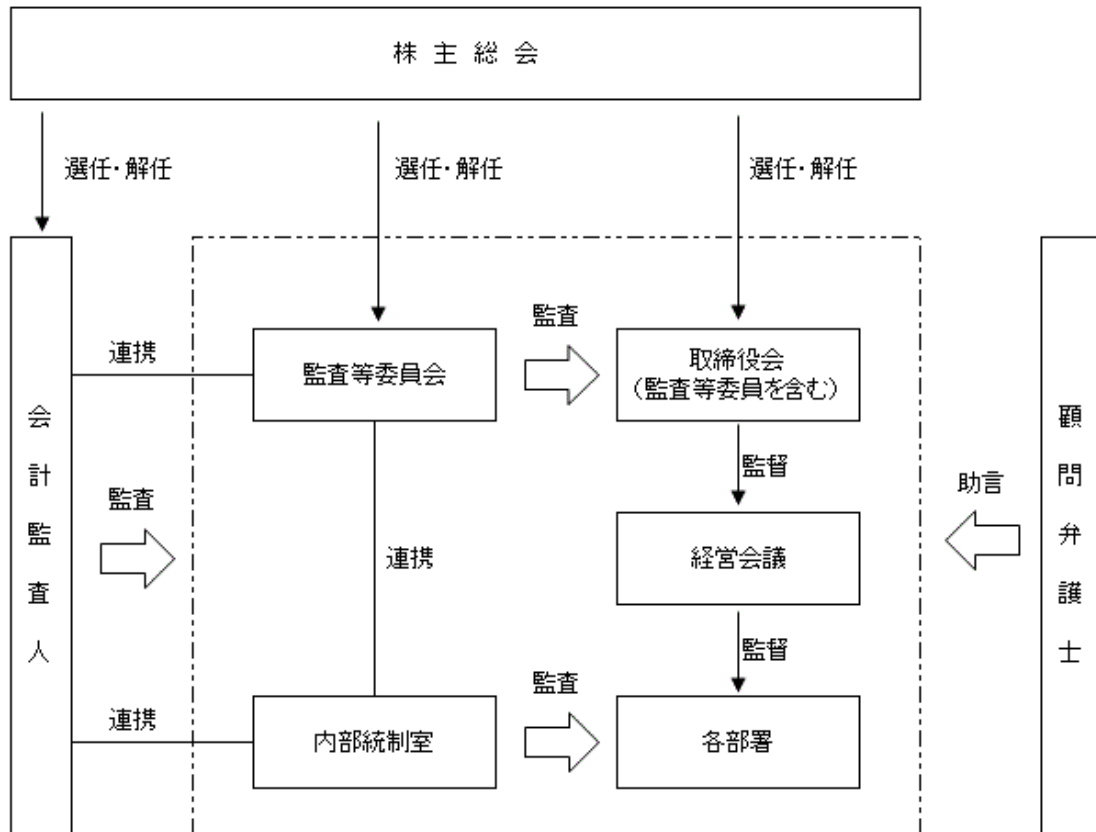 株主総会
選任・解任
選任・解任
選任・解任
監査
連携
監査等委員会
取締役会
（監査等委員を含む）
会計監査人
顧問弁護士
監督
監査
助言
連携
経営会議
監督
監査
連携
内部統制室
各部署